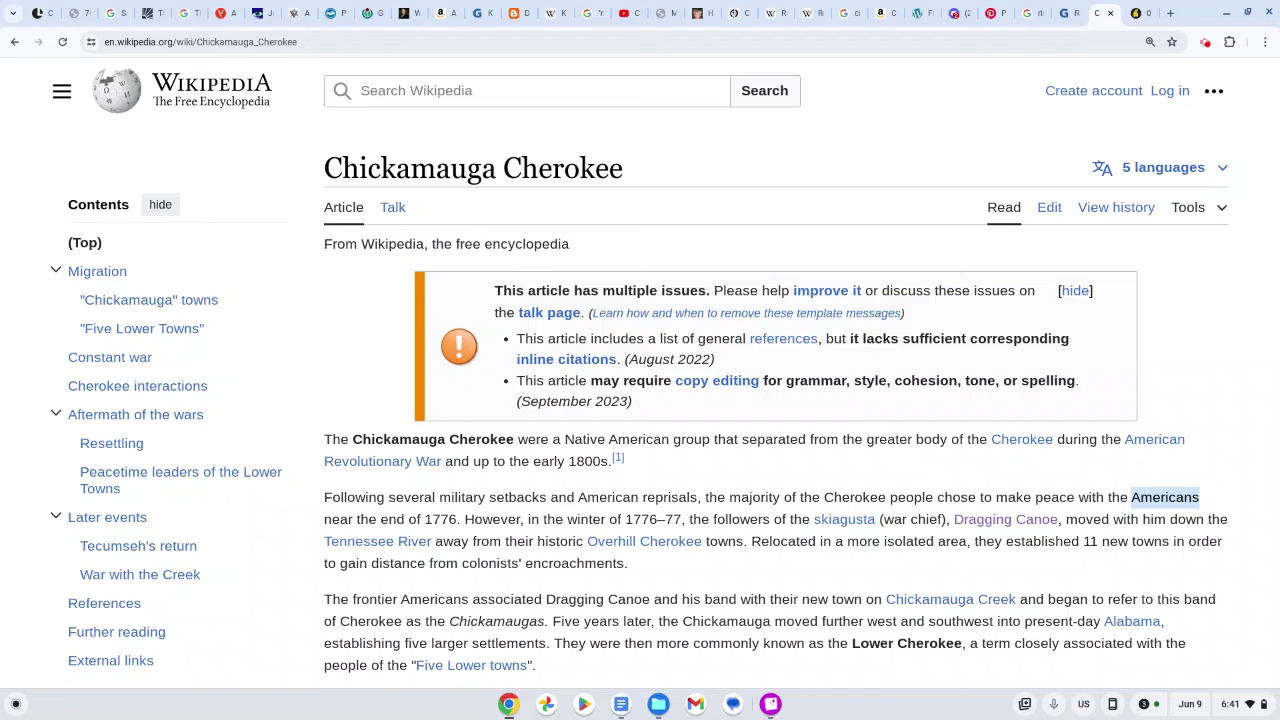 en.wikipedia.org/wiki/Chickamauga_Cherokee
WIKIPEDIA
The Free Encyclopedia
Search Wikipedia
Search
Create account Log in
Chickamauga Cherokee
5 languages
Contents hide
Article Talk
Read Edit View history Tools
(Top)
From Wikipedia, the free encyclopedia
Migration
"Chickamauga" towns
"Five Lower Towns"
Constant war
Cherokee interactions
Aftermath of the wars
Resettling
Peacetime leaders of the Lower
Towns
Later events
Tecumseh's return
War with the Creek
References
Further reading
External links
This article has multiple issues. Please help improve it or discuss these issues on [hide]
the talk page. (Learn how and when to remove these template messages)
• This article includes a list of general references, but it lacks sufficient corresponding
inline citations. (August 2022)
• This article may require copy editing for grammar, style, cohesion, tone, or spelling.
(September 2023)
The Chickamauga Cherokee were a Native American group that separated from the greater body of the Cherokee during the American
Revolutionary War and up to the early 1800s.[1]
Following several military setbacks and American reprisals, the majority of the Cherokee people chose to make peace with the Americans
near the end of 1776. However, in the winter of 1776–77, the followers of the skiagusta (war chief), Dragging Canoe, moved with him down the
Tennessee River away from their historic Overhill Cherokee towns. Relocated in a more isolated area, they established 11 new towns in order
to gain distance from colonists' encroachments.
The frontier Americans associated Dragging Canoe and his band with their new town on Chickamauga Creek and began to refer to this band
of Cherokee as the Chickamaugas. Five years later, the Chickamauga moved further west and southwest into present-day Alabama,
establishing five larger settlements. They were then more commonly known as the Lower Cherokee, a term closely associated with the
people of the "Five Lower towns".
US
3
Jun 9
6:41